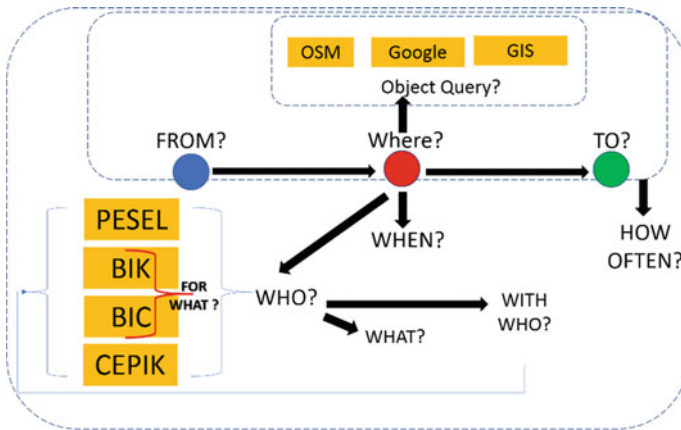 OSM
Google
GIS
Object Query?
FROM?
Where?
TO?
PESEL
WHEN?
HOW
OFTEN?
BIK
FOR
WHAT ?
WHO?
WITH
WHO?
BIC
WHAT?
CEPIK